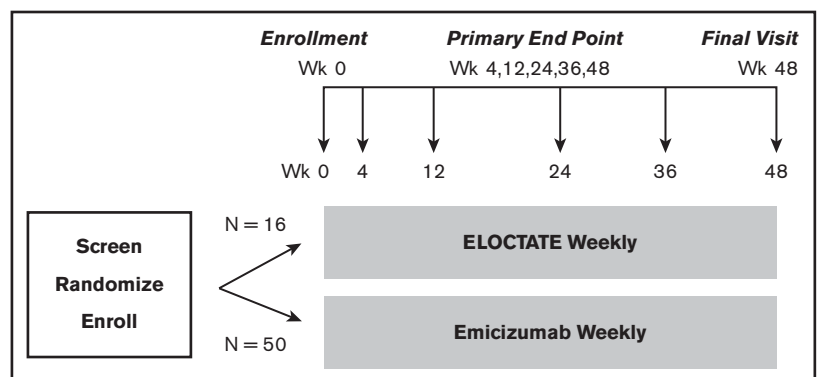 Enrollment Primary End Point Final Visit
Wk 0 Wk 4,12,24,36,48 Wk 48
Wk 0 4 12 24 36 48
N = 16
ELOCTATE Weekly
Screen
Randomize
Enroll
Emicizumab Weekly
N = 50